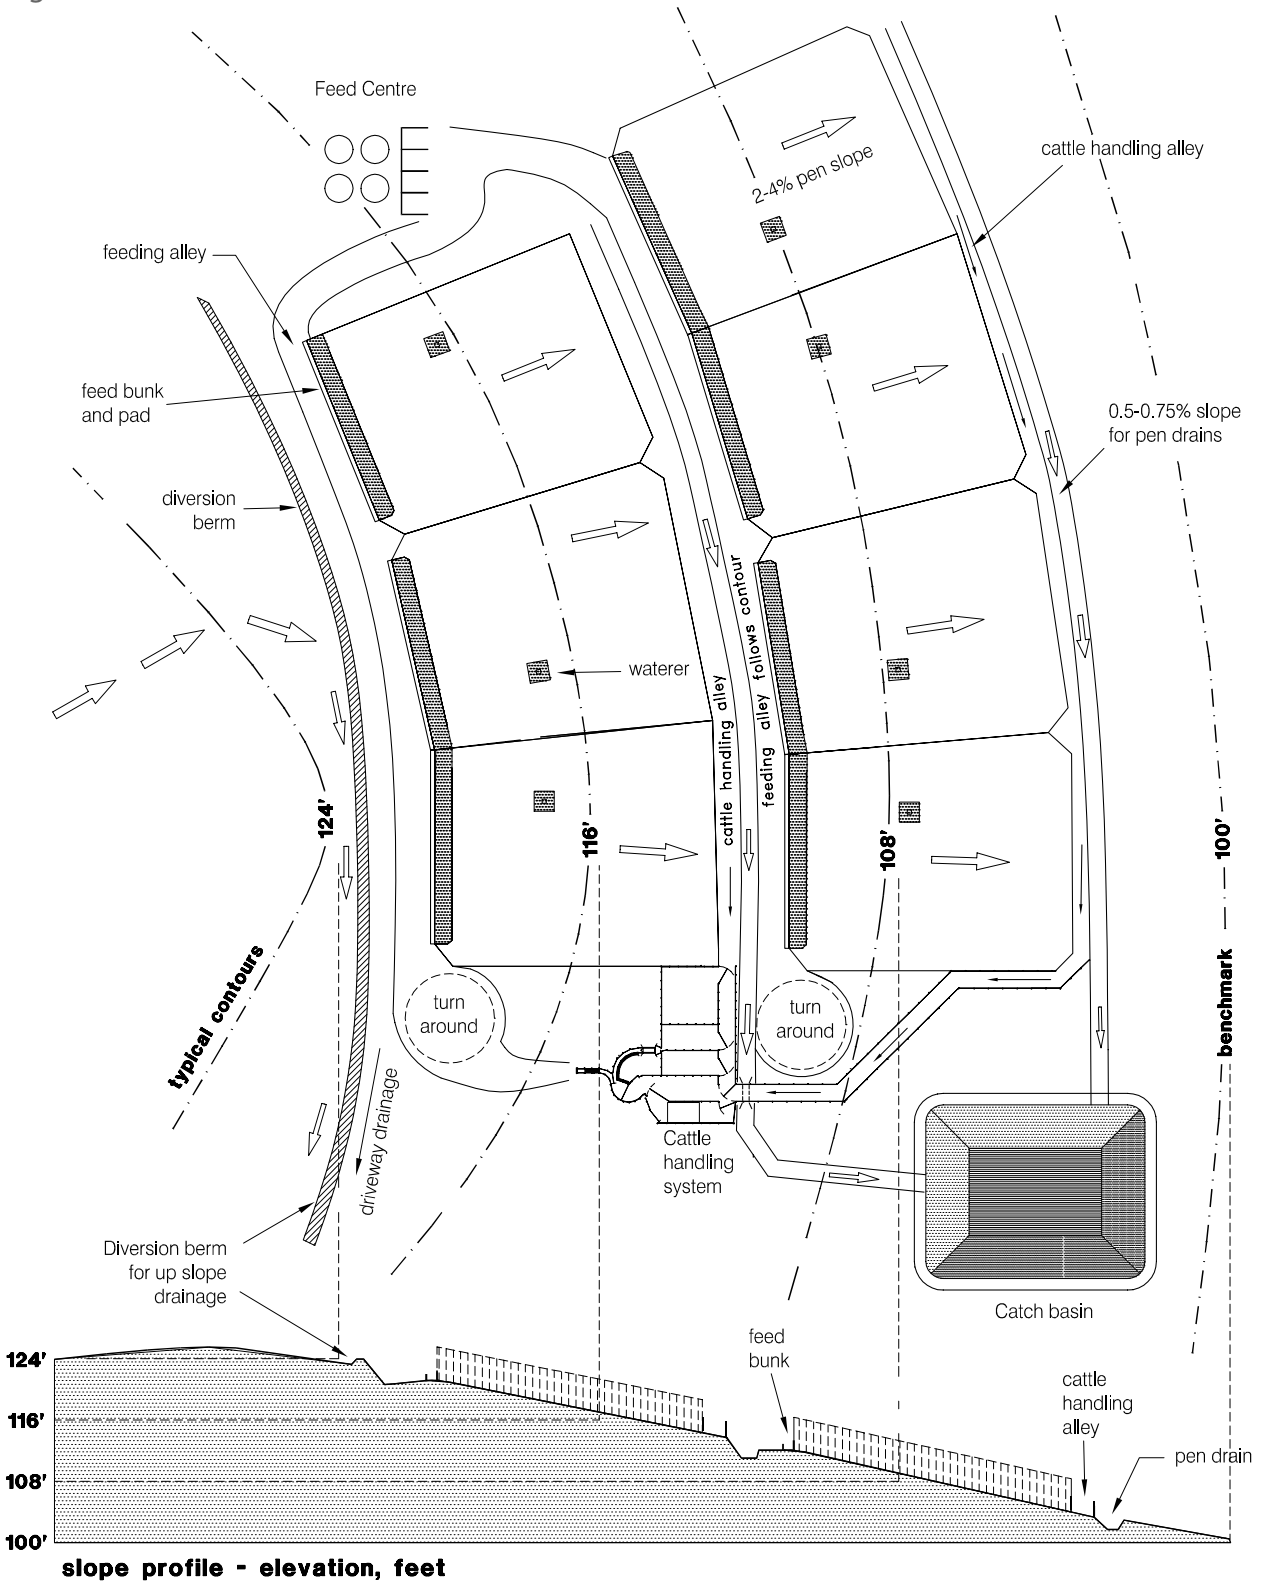 Feed Centre
cattle handling alley
2-4% pen slope
feeding alley
feed bunk
and pad
0.5-0.75% slope
for pen drains
diversion
berm
waterer
cattle handling alley
feeding alley follows contour
124'
116'
108'
100'
typical contours
benchmark
turn
around
turn
around
driveway drainage
Cattle
handling
system
Diversion berm
for up slope
drainage
Catch basin
feed
bunk
cattle
handling
alley
pen drain
124'
116'
108'
100'
slope profile - elevation, feet